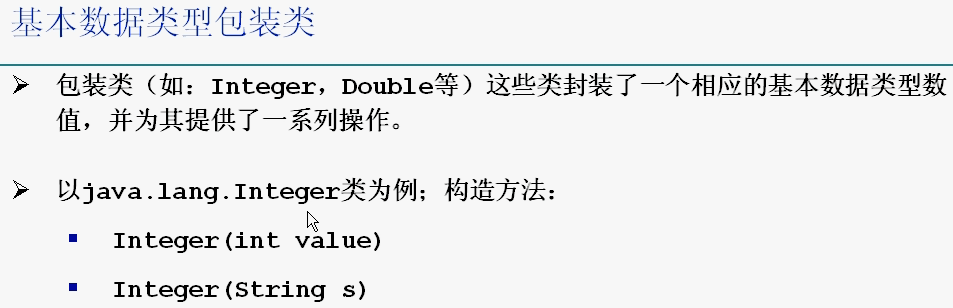 基本数据类型包装类
包装类（如：Integer，Double等）这些类封装了一个相应的基本数据类型数
值，并为其提供了一系列操作。
以java.lang.Integer类为例；构造方法：
Integer(int value)
Integer(String s)